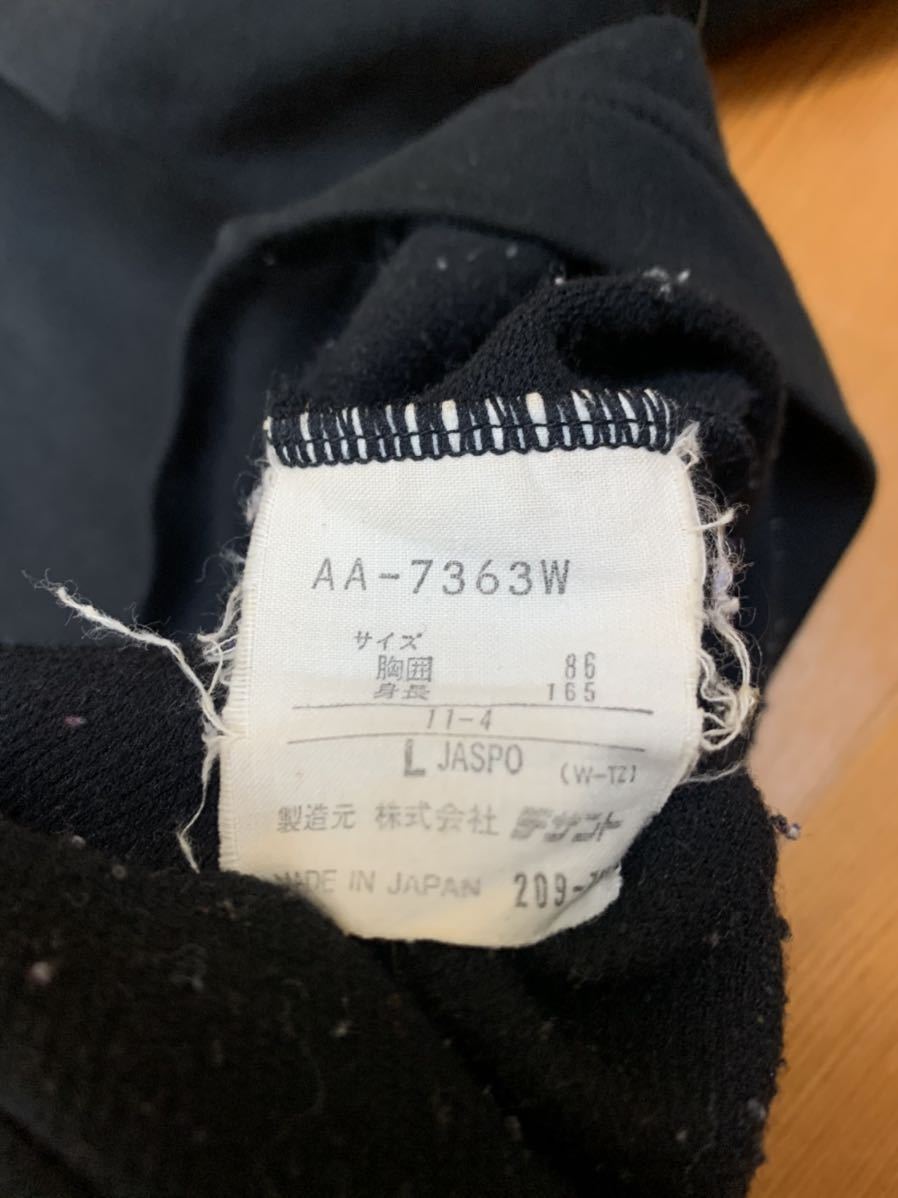 AA-7363W
サイズ
胸囲 86
身長 165
11-4
L JASPO (W-TZ)
製造元 株式会社 デサント
MADE IN JAPAN 209-